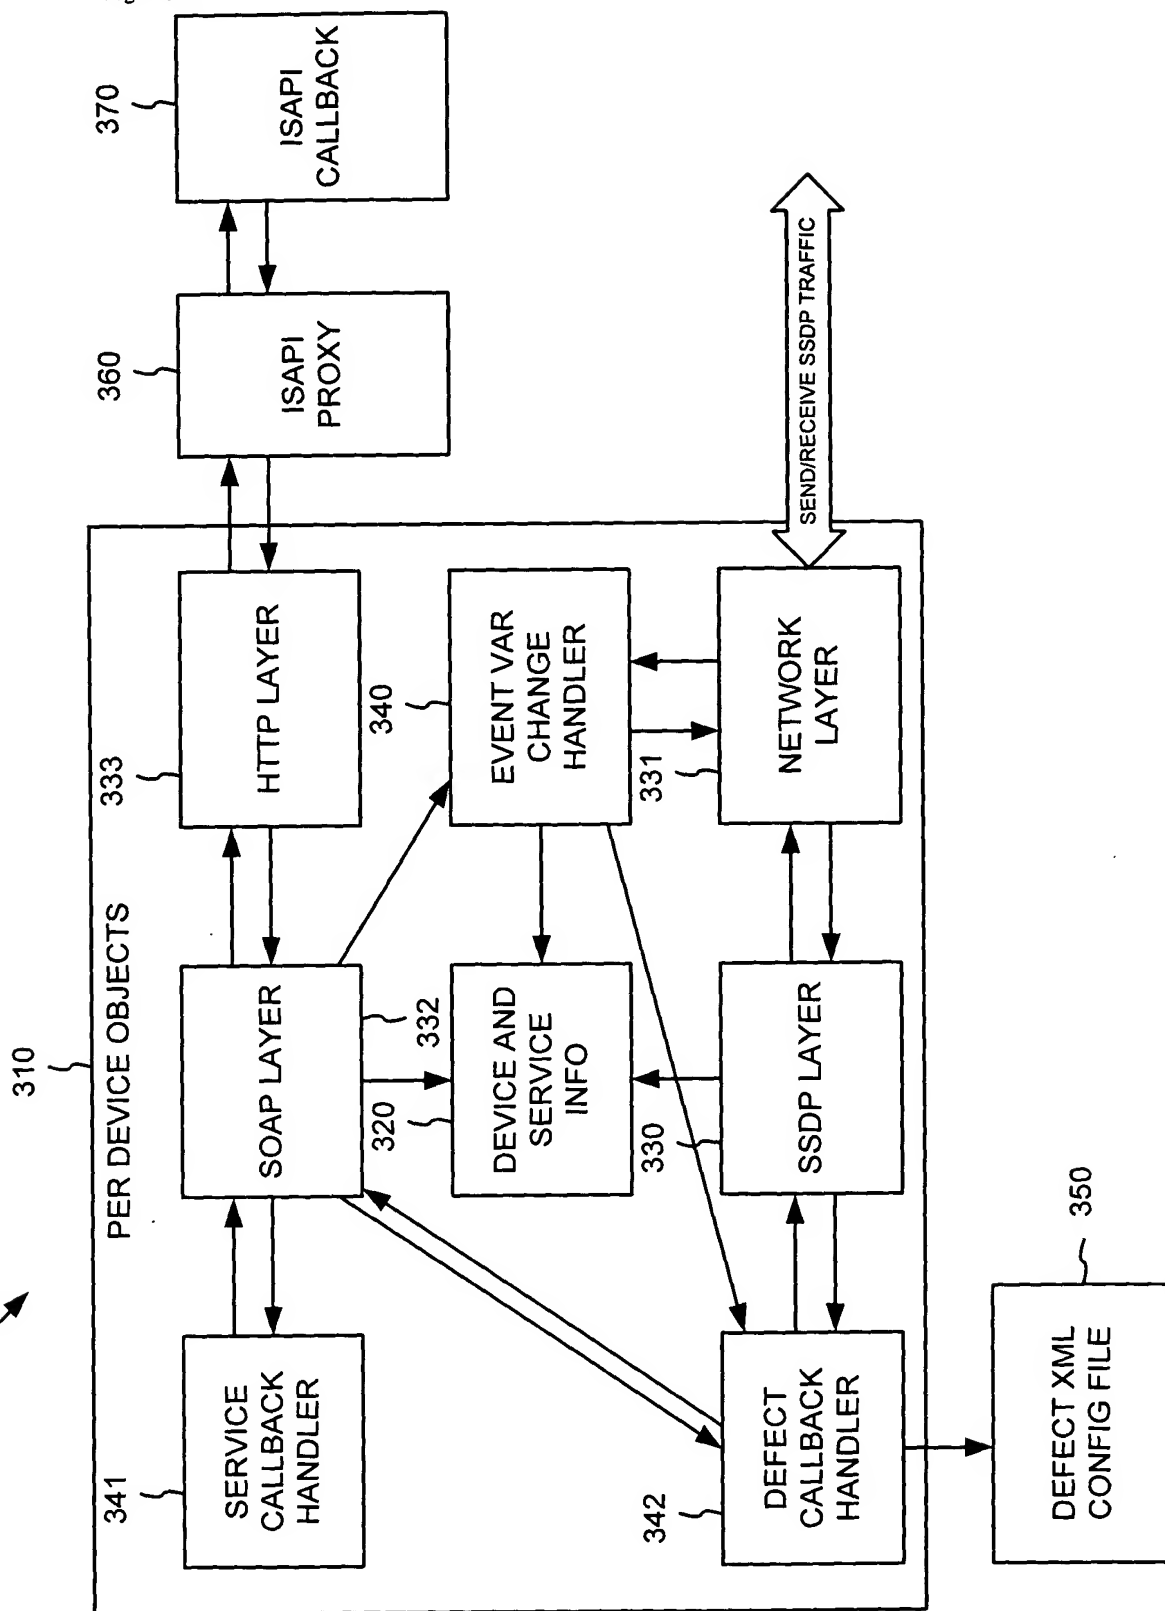 310
PER DEVICE OBJECTS
341
SERVICE
CALLBACK
HANDLER
SOAP LAYER
332
333
HTTP LAYER
360
ISAPI
PROXY
370
ISAPI
CALLBACK
320
DEVICE AND
SERVICE
INFO
340
EVENT VAR
CHANGE
HANDLER
342
DEFECT
CALLBACK
HANDLER
330
SSDP LAYER
331
NETWORK
LAYER
SEND/RECEIVE SSDP TRAFFIC
350
DEFECT XML
CONFIG FILE